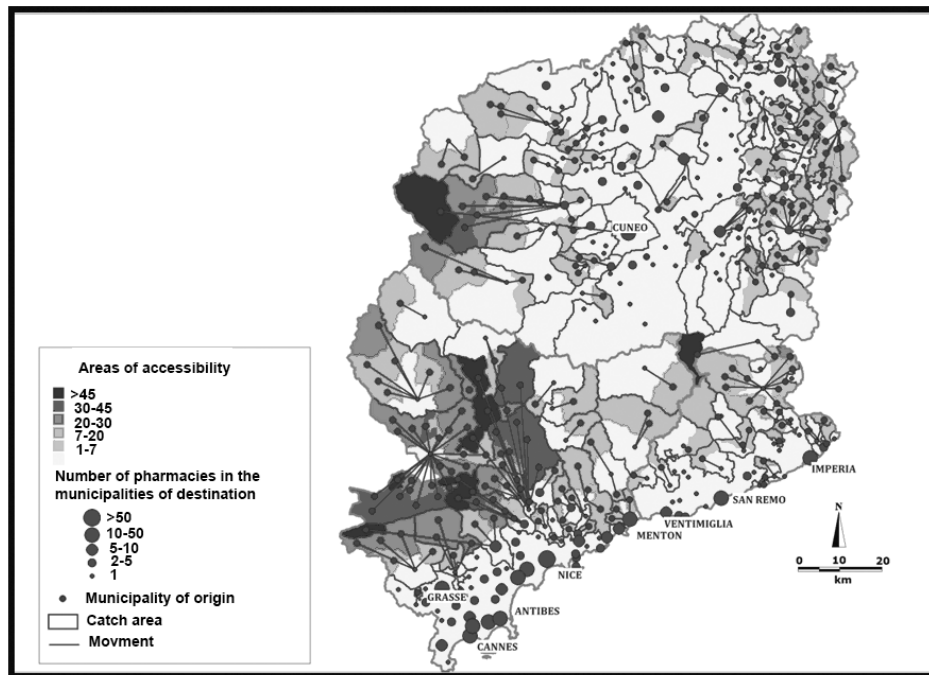 CUNEO
IMPERIA
SAN REMO
VENTIMIGLIA
MENTON
NICE
GRASSE
ANTIBES
CANNES
N
0 10 20
km
Areas of accessibility
>45
30-45
20-30
7-20
1-7
Number of pharmacies in the
municipalities of destination
>50
10-50
5-10
2-5
1
Municipality of origin
Catch area
Movment